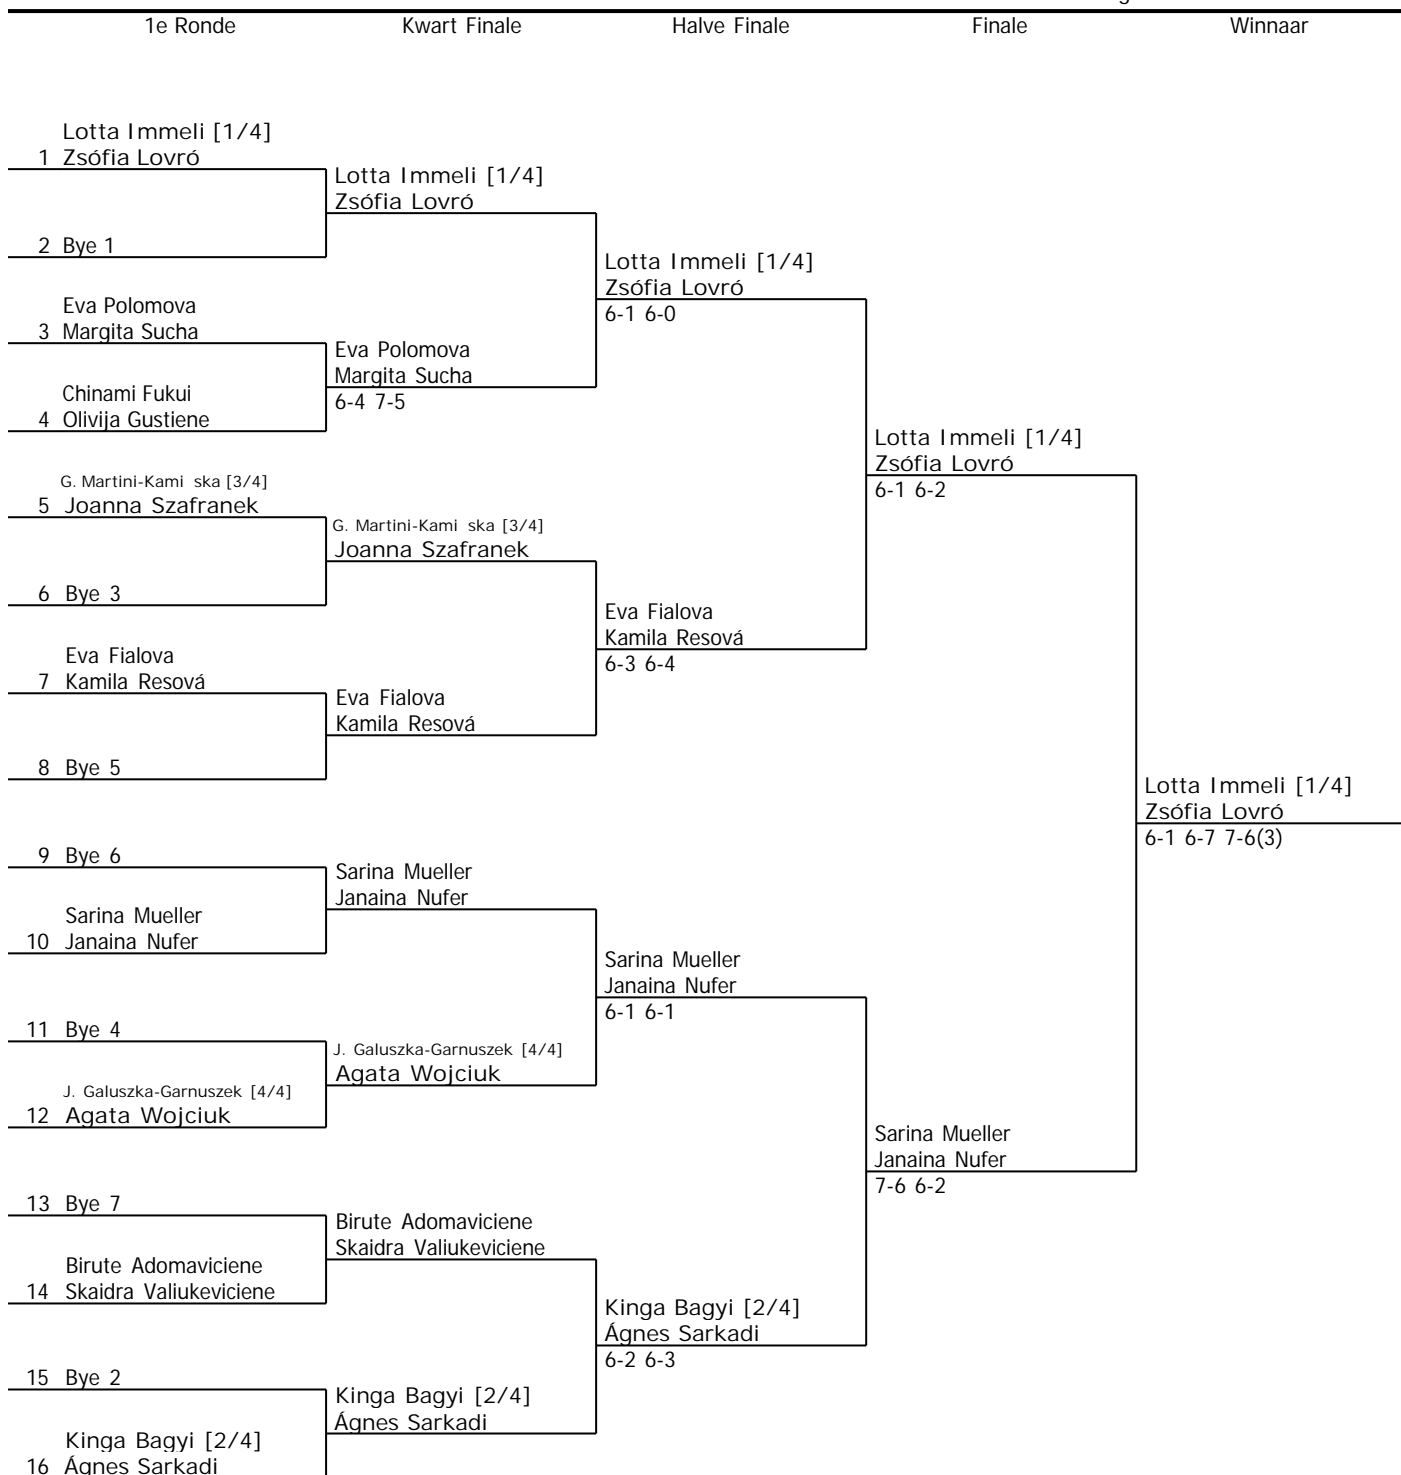 1e Ronde Kwart Finale Halve Finale Finale Winnaar
Lotta Immeli [1/4]
1 Zsófia Lovró
Lotta Immeli [1/4]
Zsófia Lovró
2 Bye 1
Lotta Immeli [1/4]
Zsófia Lovró
6-1 6-0
Eva Polomova
3 Margita Sucha
Eva Polomova
Margita Sucha
6-4 7-5
Chinami Fukui
4 Olivija Gustiene
Lotta Immeli [1/4]
Zsófia Lovró
6-1 6-2
G. Martini-Kami ska [3/4]
5 Joanna Szafranek
G. Martini-Kami ska [3/4]
Joanna Szafranek
6 Bye 3
Eva Fialova
Kamila Resová
6-3 6-4
Eva Fialova
7 Kamila Resová
Eva Fialova
Kamila Resová
8 Bye 5
Lotta Immeli [1/4]
Zsófia Lovró
6-1 6-7 7-6(3)
9 Bye 6
Sarina Mueller
Janaina Nufer
Sarina Mueller
10 Janaina Nufer
Sarina Mueller
Janaina Nufer
6-1 6-1
11 Bye 4
J. Galuszka-Garnuszek [4/4]
Agata Wojciuk
J. Galuszka-Garnuszek [4/4]
12 Agata Wojciuk
Sarina Mueller
Janaina Nufer
7-6 6-2
13 Bye 7
Birute Adomaviciene
Skaidra Valiukeviciene
Birute Adomaviciene
14 Skaidra Valiukeviciene
Kinga Bagyi [2/4]
Ágnes Sarkadi
6-2 6-3
15 Bye 2
Kinga Bagyi [2/4]
Ágnes Sarkadi
Kinga Bagyi [2/4]
16 Ágnes Sarkadi